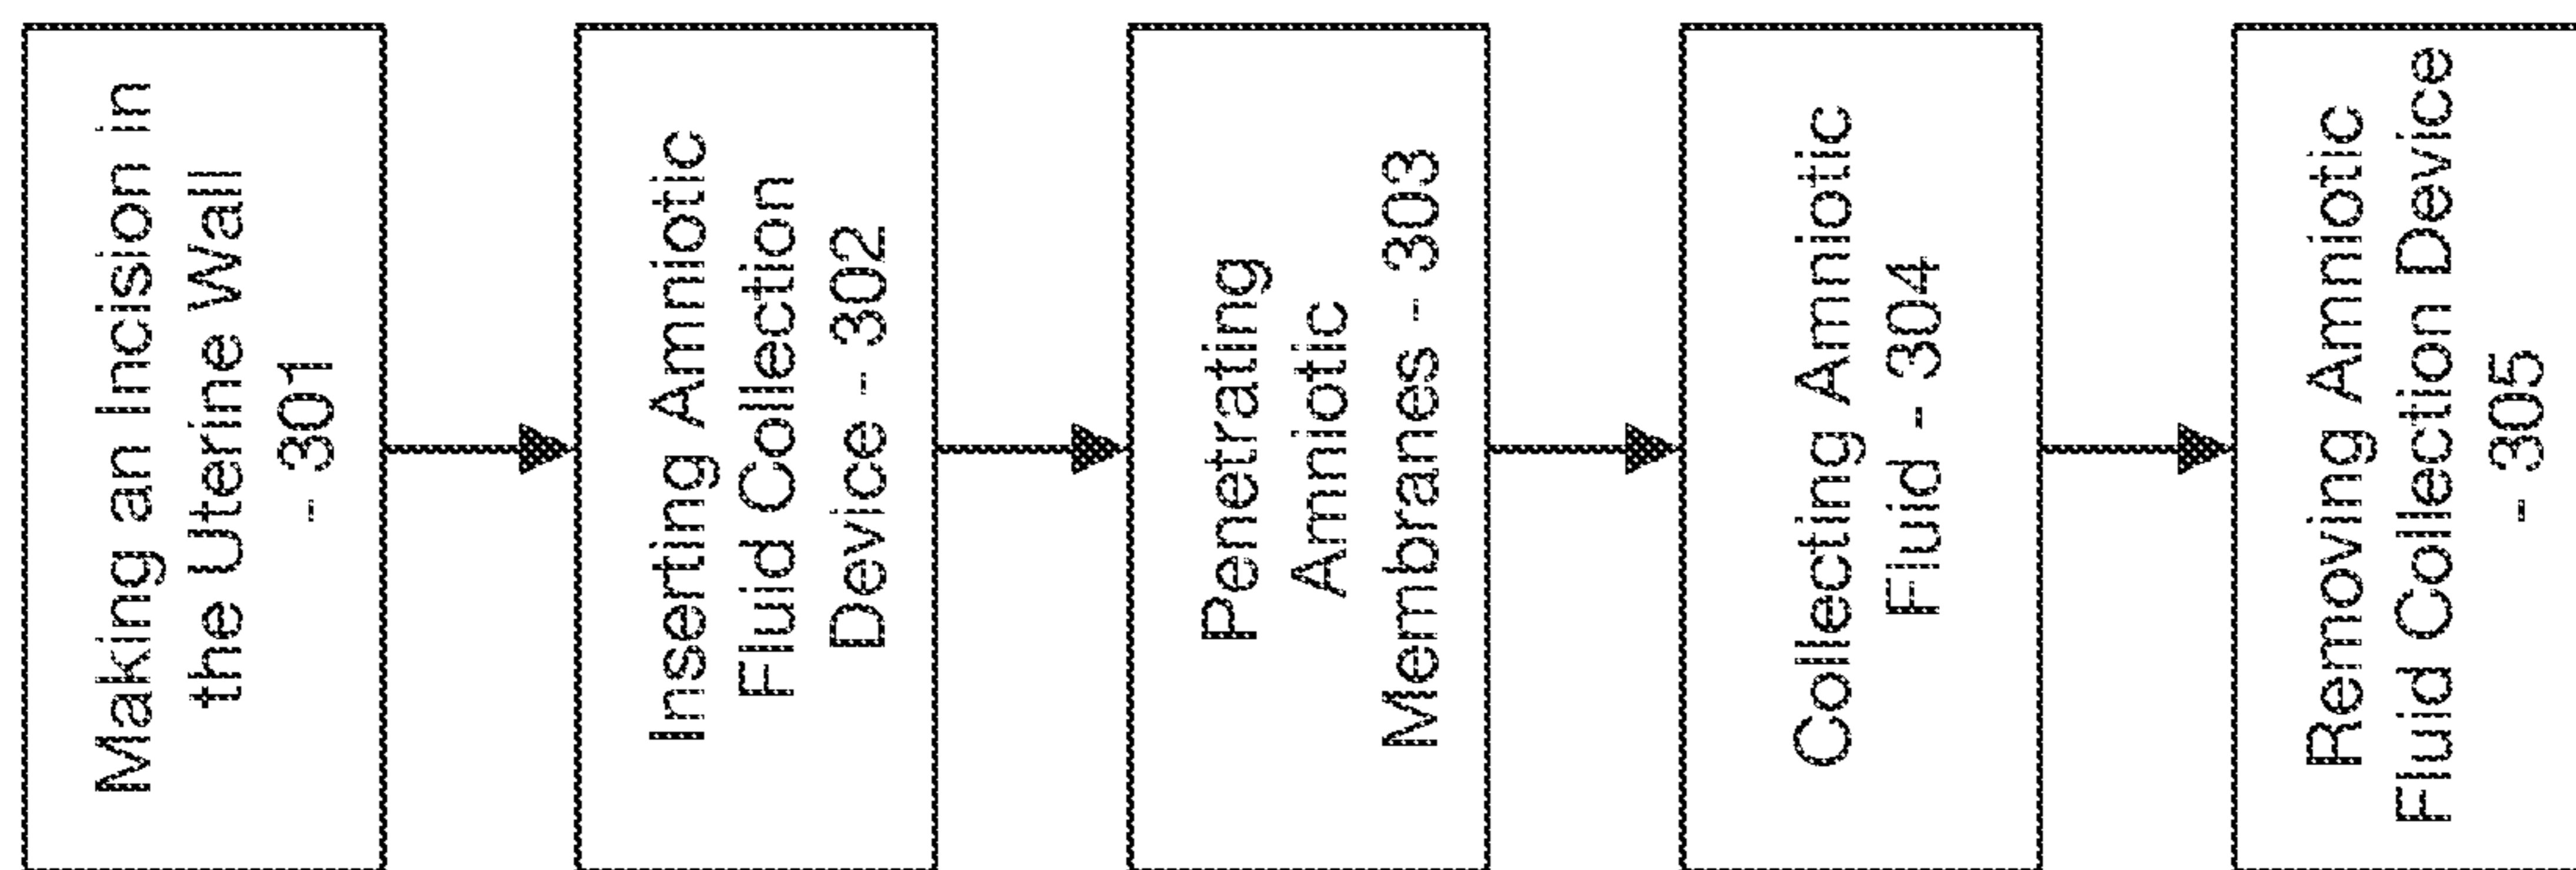 Making an Incision in
the Uterine Wall
- 301
Inserting Amniotic
Fluid Collection
Device - 302
Penetrating
Amniotic
Membranes - 303
Collecting Amniotic
Fluid - 304
Removing Amniotic
Fluid Collection Device
- 305